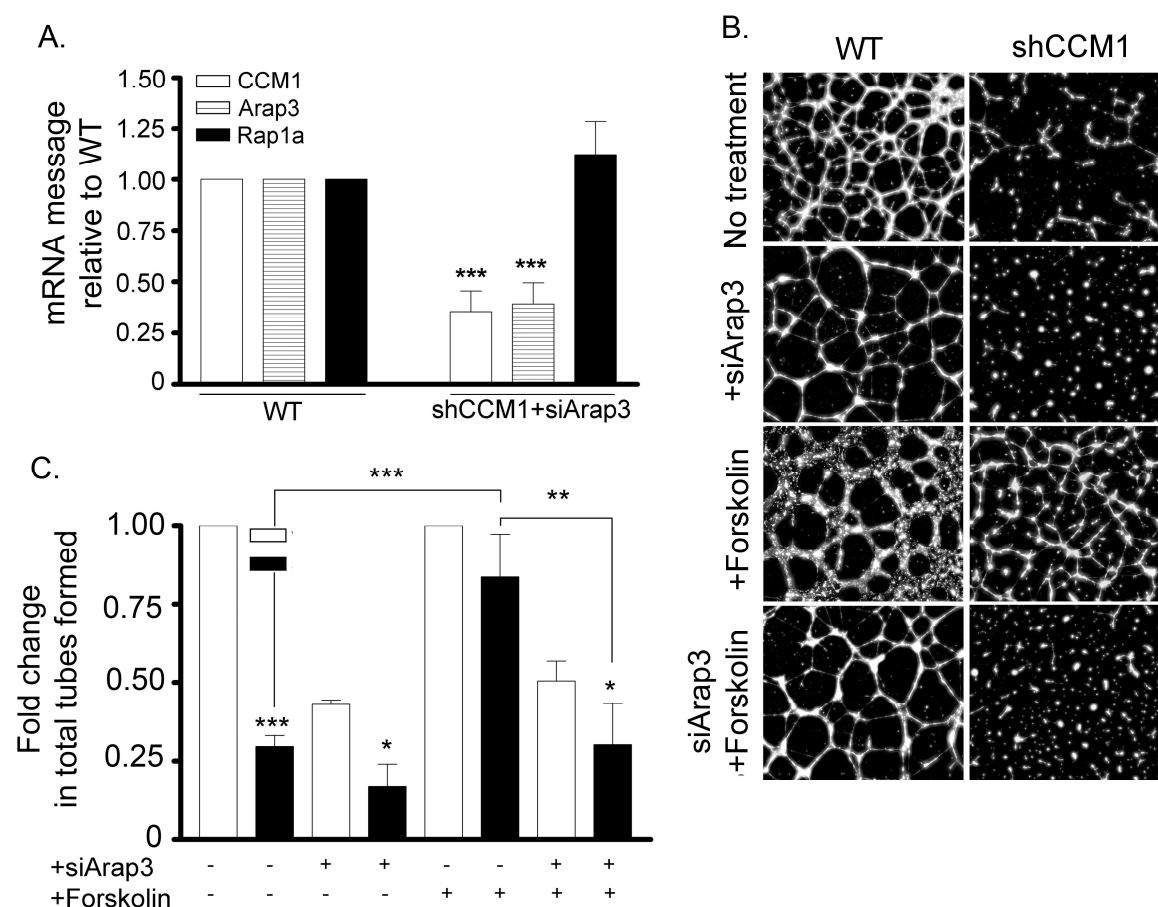 A.
1.50
1.25
1.00
0.75
0.50
0.25
0
mRNA message
relative to WT
CCM1
Arap3
Rap1a
*** ***
WT shCCM1+siArap3
B.
WT shCCM1
No treatment
+siArap3
+Forskolin
siArap3
+Forskolin
C.
***
**
1.00
0.75
0.50
0.25
0
Fold change
in total tubes formed
***
*
*
+siArap3 - - + + - - + +
+Forskolin - - - - + + + +